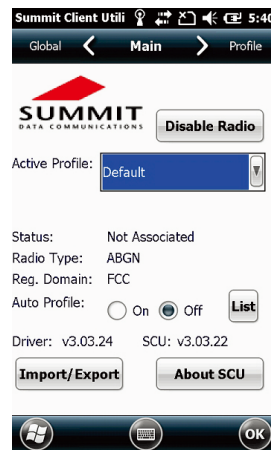 Summit Client Utili 5:40
Global Main Profile
SUMMIT
DATA COMMUNICATIONS
Disable Radio
Active Profile: Default
Status: Not Associated
Radio Type: ABGN
Reg. Domain: FCC
Auto Profile: On Off List
Driver: v3.03.24 SCU: v3.03.22
Import/Export About SCU
OK